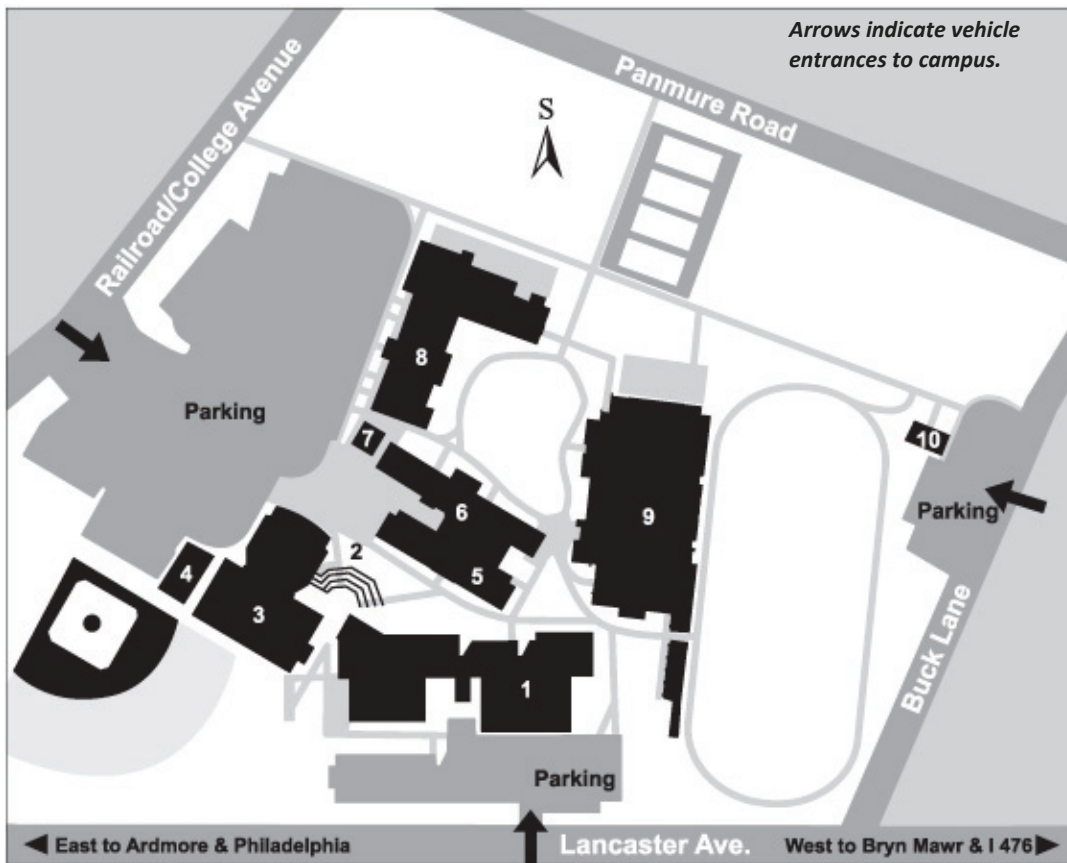 Arrows indicate vehicle
entrances to campus.
Panmure Road
Railroad/College Avenue
S
8
Parking
7
10
6
9
Parking
2
5
4
3
1
Buck Lane
Parking
East to Ardmore & Philadelphia
Lancaster Ave.
West to Bryn Mawr & I 476